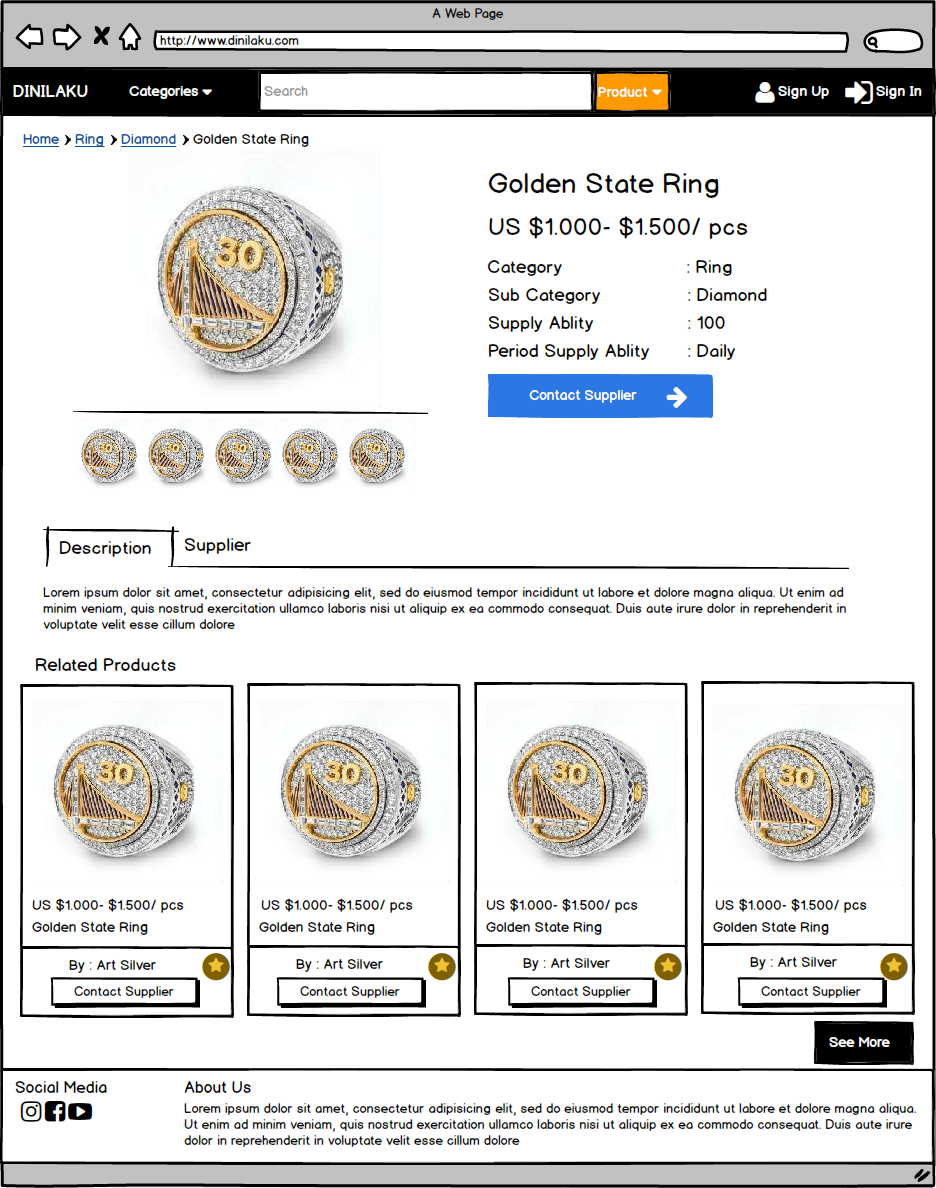 A Web Page
http://www.dinilaku.com
DINILAKU Categories Search Product Sign Up Sign In
Home Ring Diamond Golden State Ring
30
Golden State Ring
US $1.000- $1.500/ pcs
Category : Ring
Sub Category : Diamond
Supply Ablity : 100
Period Supply Ablity : Daily
Contact Supplier
30 30 30 30 30
Description Supplier
Lorem ipsum dolor sit amet, consectetur adipisicing elit, sed do eiusmod tempor incididunt ut labore et dolore magna aliqua. Ut enim ad
minim veniam, quis nostrud exercitation ullamco laboris nisi ut aliquip ex ea commodo consequat. Duis aute irure dolor in reprehenderit in
voluptate velit esse cillum dolore
Related Products
30 30 30 30
US $1.000- $1.500/ pcs US $1.000- $1.500/ pcs US $1.000- $1.500/ pcs US $1.000- $1.500/ pcs
Golden State Ring Golden State Ring Golden State Ring Golden State Ring
By : Art Silver By : Art Silver By : Art Silver By : Art Silver
Contact Supplier Contact Supplier Contact Supplier Contact Supplier
See More
Social Media
About Us
Lorem ipsum dolor sit amet, consectetur adipisicing elit, sed do eiusmod tempor incididunt ut labore et dolore magna aliqua.
Ut enim ad minim veniam, quis nostrud exercitation ullamco laboris nisi ut aliquip ex ea commodo consequat. Duis aute irure
dolor in reprehenderit in voluptate velit esse cillum dolore